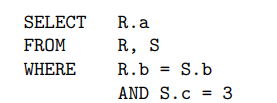 SELECT R.a
FROM R, S
WHERE R.b = S.b
AND S.c = 3